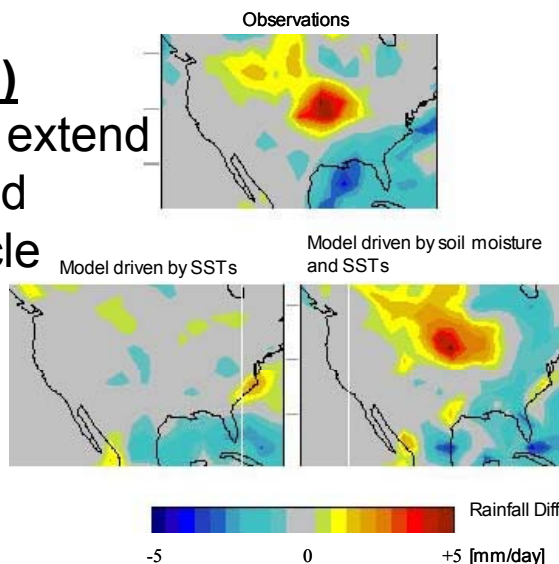 Observations
)
extend
d
cle
Model driven by SSTs
Model driven by soil moisture
and SSTs
Rainfall Diff
-5 0 +5 [mm/day]